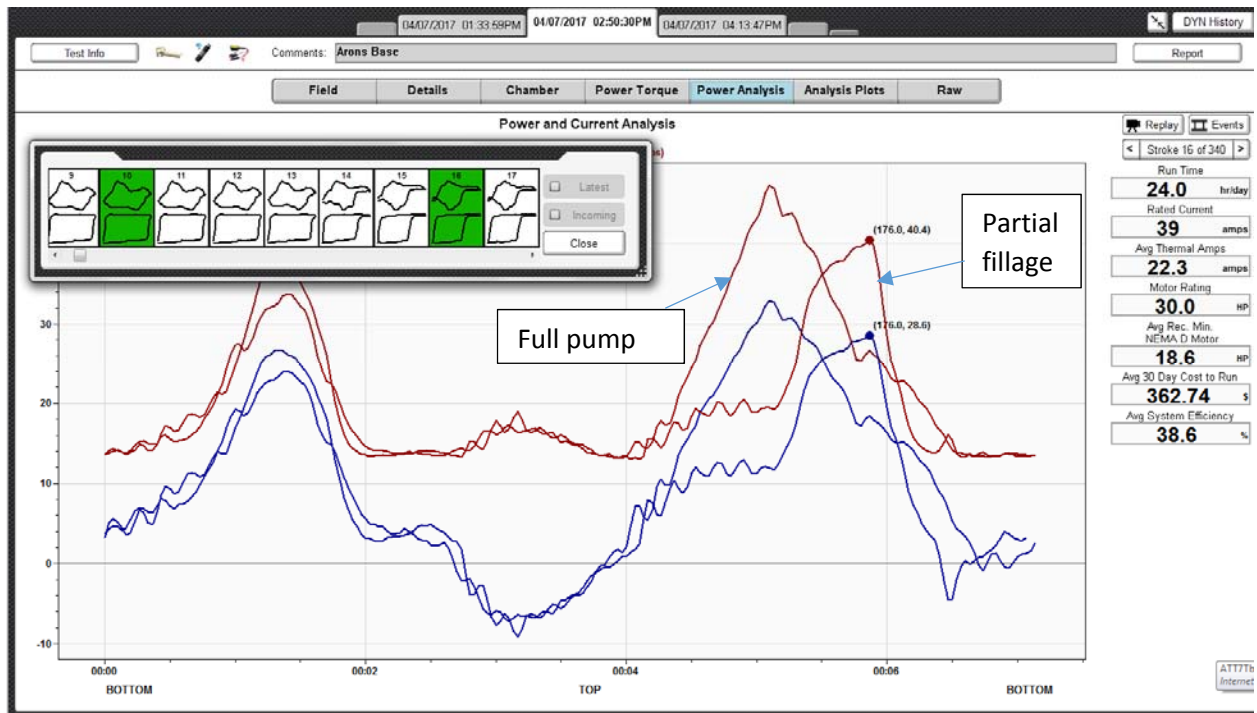 04/07/2017 01:33:59PM
04/07/2017 02:50:30PM
04/07/2017 04:13:47PM
DYN History
Test Info
Comments:
Arons Base
Report
Field
Details
Chamber
Power Torque
Power Analysis
Analysis Plots
Raw
Power and Current Analysis
9 10 11 12 13 14 15 16 17
Latest
Incoming
Close
Replay
Events
< Stroke 16 of 340 >
Run Time
24.0 hr/day
Rated Current
39 amps
Avg Thermal Amps
22.3 amps
Motor Rating
30.0 HP
Avg Rec. Min.
NEMA D Motor
18.6 HP
Avg 30 Day Cost to Run
362.74 $
Avg System Efficiency
38.6 %
(176.0, 40.4)
Partial
fillage
Full pump
(176.0, 28.6)
30
20
10
0
-10
00:00
00:02
00:04
00:06
BOTTOM
TOP
BOTTOM
ATT7Tb
Internet